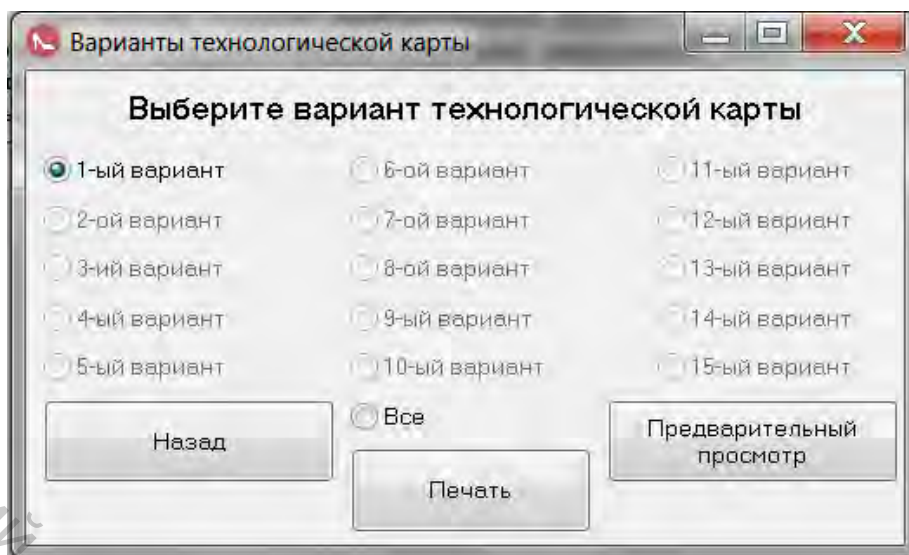 Варианты технологической карты
Выберите вариант технологической карты
1-ый вариант
6-ой вариант
11-ый вариант
2-ой вариант
7-ой вариант
12-ый вариант
3-ий вариант
8-ой вариант
13-ый вариант
4-ый вариант
9-ый вариант
14-ый вариант
5-ый вариант
10-ый вариант
15-ый вариант
Все
Назад
Предварительный
просмотр
Печать